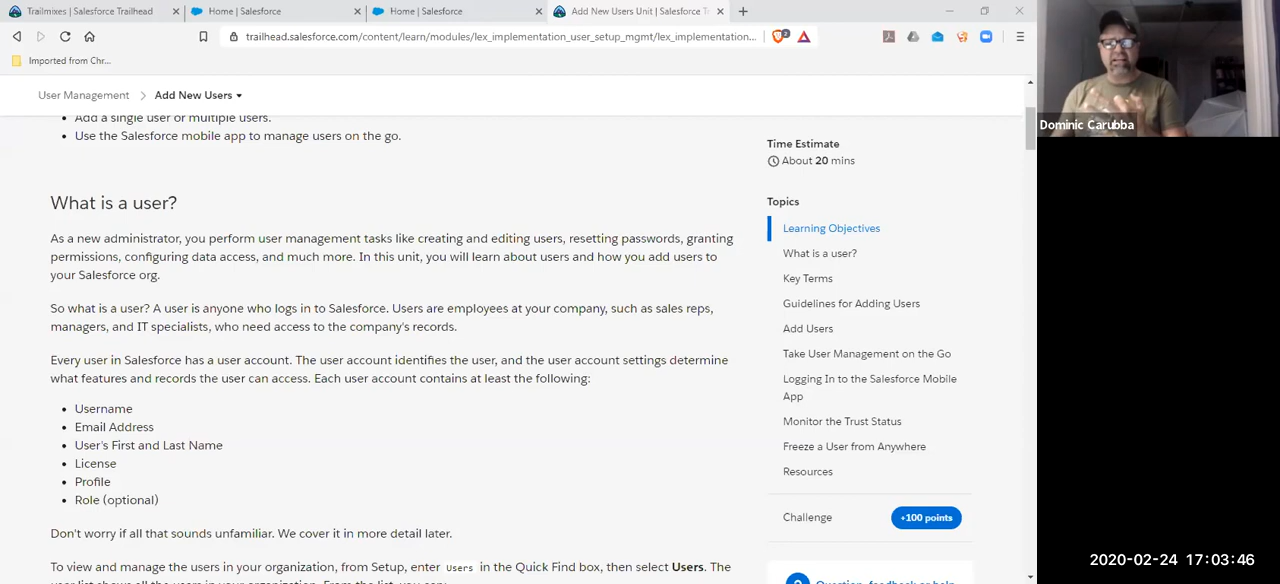 Trailmixes | Salesforce Trailhead
Home | Salesforce
Home | Salesforce
Add New Users Unit | Salesforce T
trailhead.salesforce.com/content/learn/modules/lex_implementation_user_setup_mgmt/lex_implementation...
2
Imported from Chr...
User Management > Add New Users
Add a single user or multiple users.
Use the Salesforce mobile app to manage users on the go.
What is a user?
As a new administrator, you perform user management tasks like creating and editing users, resetting passwords, granting
permissions, configuring data access, and much more. In this unit, you will learn about users and how you add users to
your Salesforce org.
So what is a user? A user is anyone who logs in to Salesforce. Users are employees at your company, such as sales reps,
managers, and IT specialists, who need access to the company's records.
Every user in Salesforce has a user account. The user account identifies the user, and the user account settings determine
what features and records the user can access. Each user account contains at least the following:
Username
Email Address
User's First and Last Name
License
Profile
Role (optional)
Don't worry if all that sounds unfamiliar. We cover it in more detail later.
To view and manage the users in your organization, from Setup, enter Users in the Quick Find box, then select Users. The
Time Estimate
About 20 mins
Topics
Learning Objectives
What is a user?
Key Terms
Guidelines for Adding Users
Add Users
Take User Management on the Go
Logging In to the Salesforce Mobile
App
Monitor the Trust Status
Freeze a User from Anywhere
Resources
Challenge
+100 points
Question, feedback or help
Dominic Carubba
2020-02-24 17:03:46